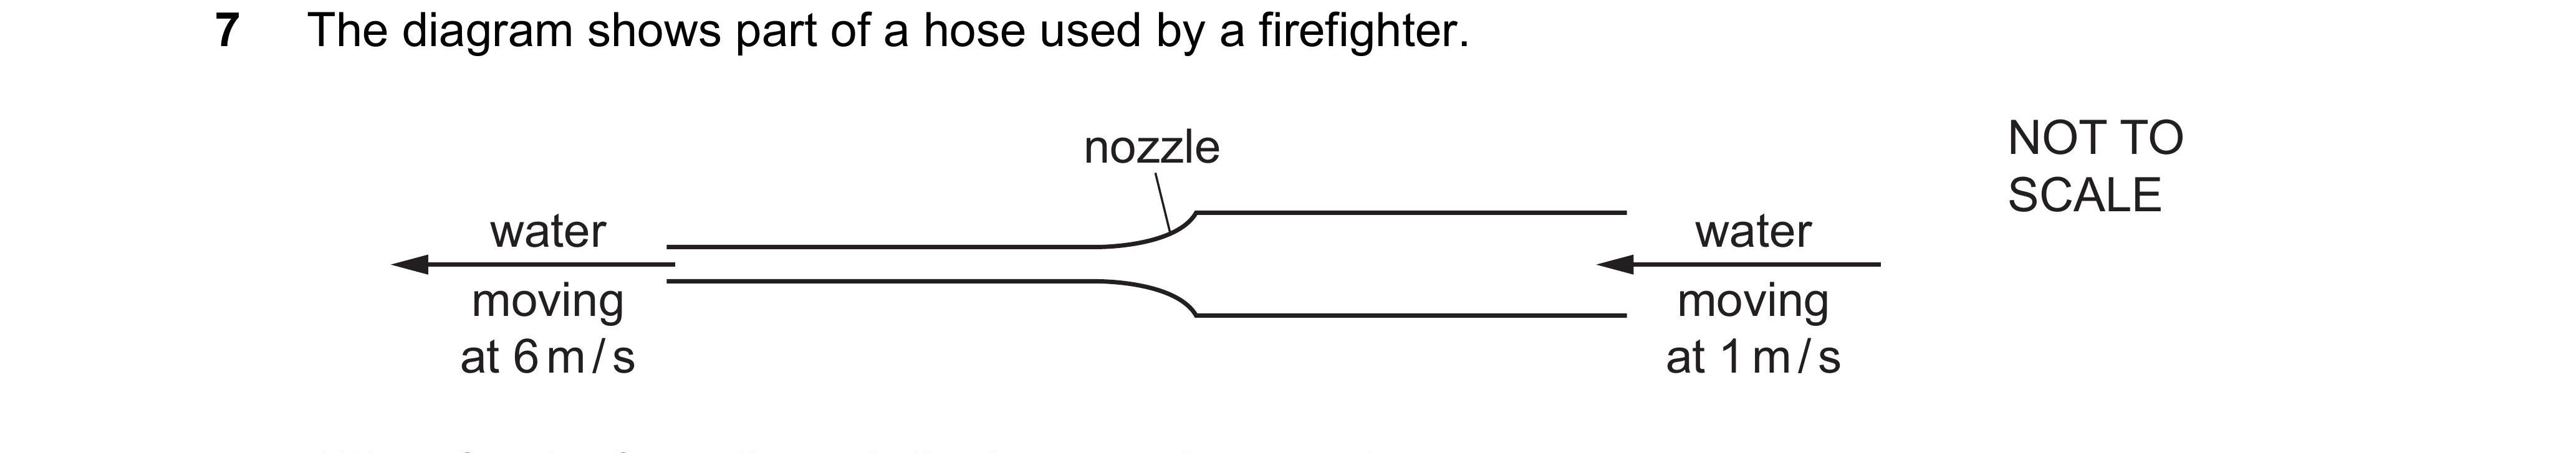 7 The diagram shows part of a hose used by a firefighter.
nozzle
NOT TO
SCALE
water
moving
at 6 m / s
water
moving
at 1 m / s